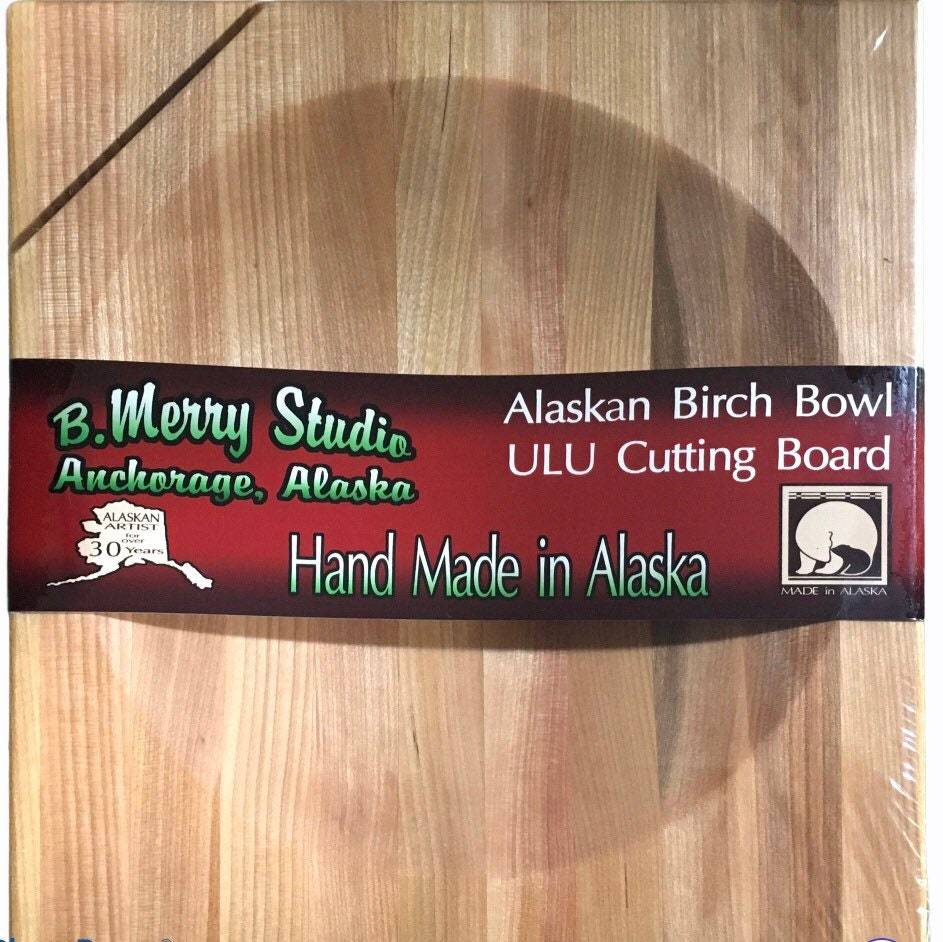 B. Merry Studio
Anchorage, Alaska
ALASKAN
ARTIST
for
over
30 Years
Alaskan Birch Bowl
ULU Cutting Board
Hand Made in Alaska
MADE in ALASKA